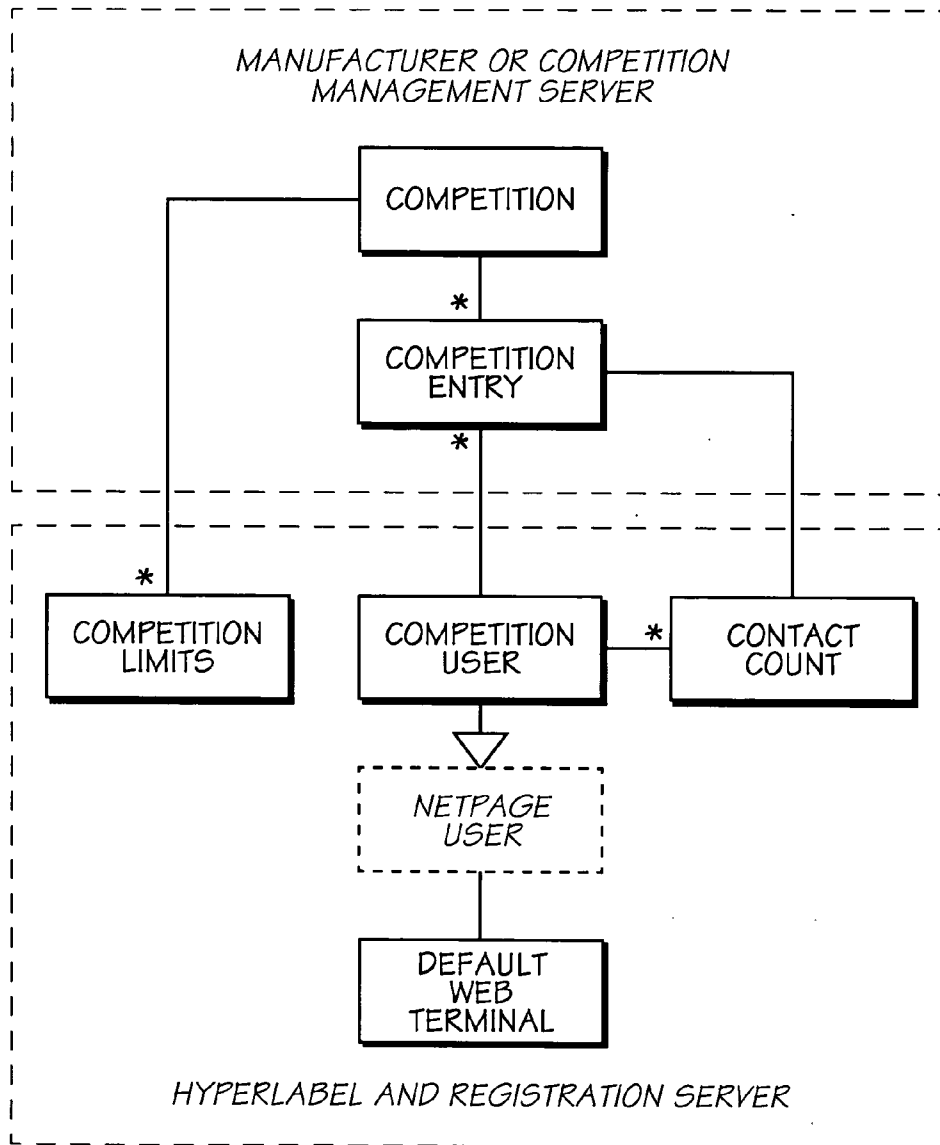 MANUFACTURER OR COMPETITION
MANAGEMENT SERVER
COMPETITION
*
COMPETITION
ENTRY
*
*
COMPETITION
LIMITS
COMPETITION
USER
*
CONTACT
COUNT
NETPAGE
USER
DEFAULT
WEB
TERMINAL
HYPERLABEL AND REGISTRATION SERVER